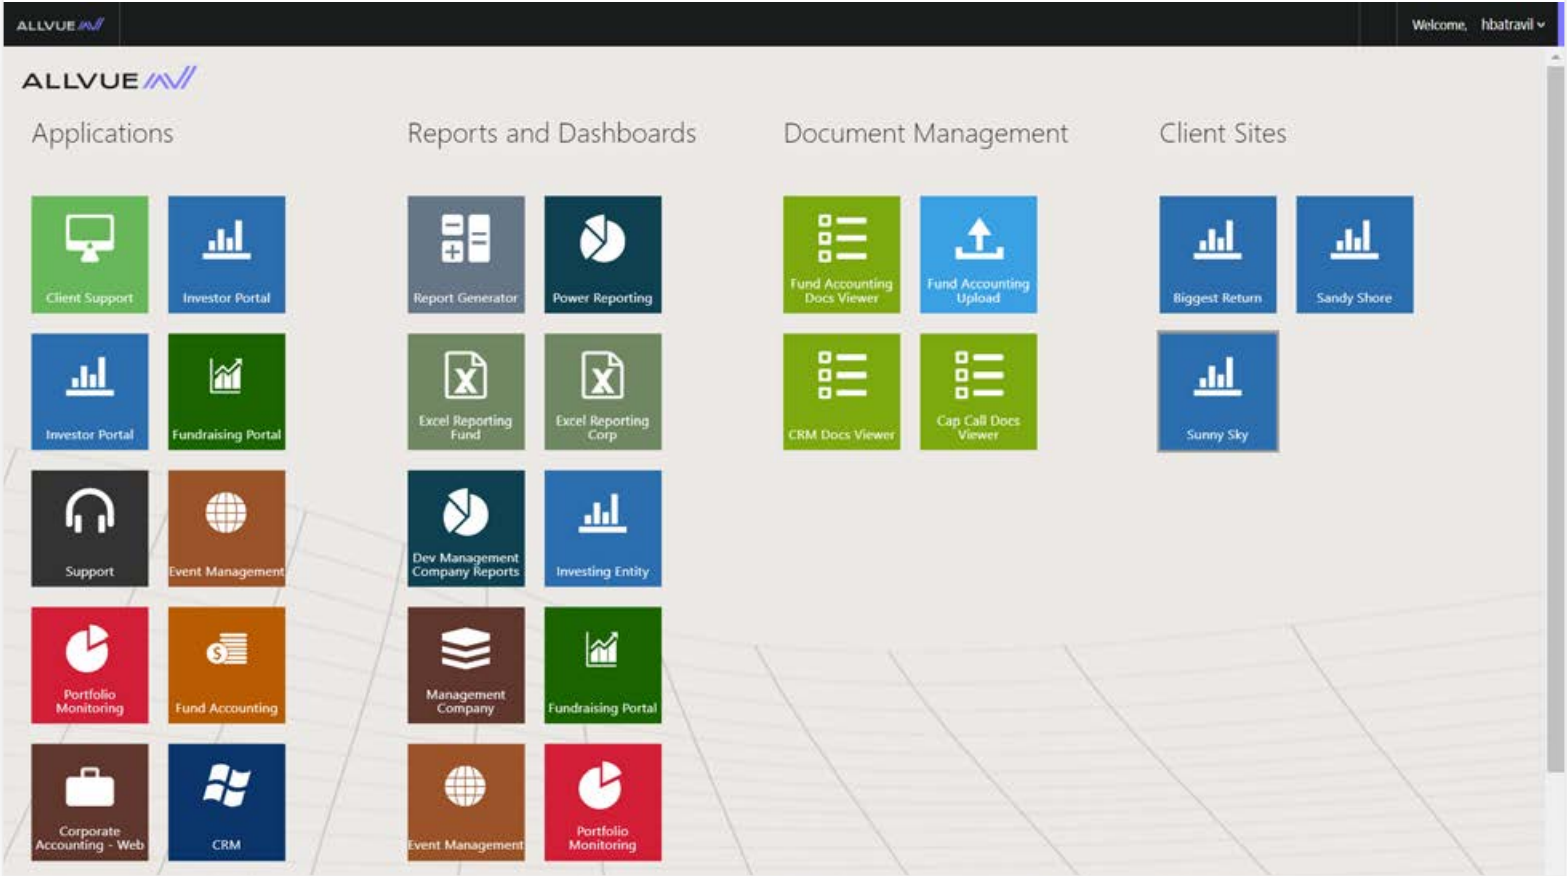 ALLVUE
Welcome, hbatravil
ALLVUE
Applications
Reports and Dashboards
Document Management
Client Sites
Client Support
Investor Portal
Report Generator
Power Reporting
Fund Accounting
Docs Viewer
Fund Accounting
Upload
Biggest Return
Sandy Shore
Investor Portal
Fundraising Portal
Excel Reporting
Fund
Excel Reporting
Corp
CRM Docs Viewer
Cap Call Docs
Viewer
Sunny Sky
Support
Event Management
Dev Management
Company Reports
Investing Entity
Portfolio
Monitoring
Fund Accounting
Management
Company
Fundraising Portal
Corporate
Accounting - Web
CRM
Event Management
Portfolio
Monitoring